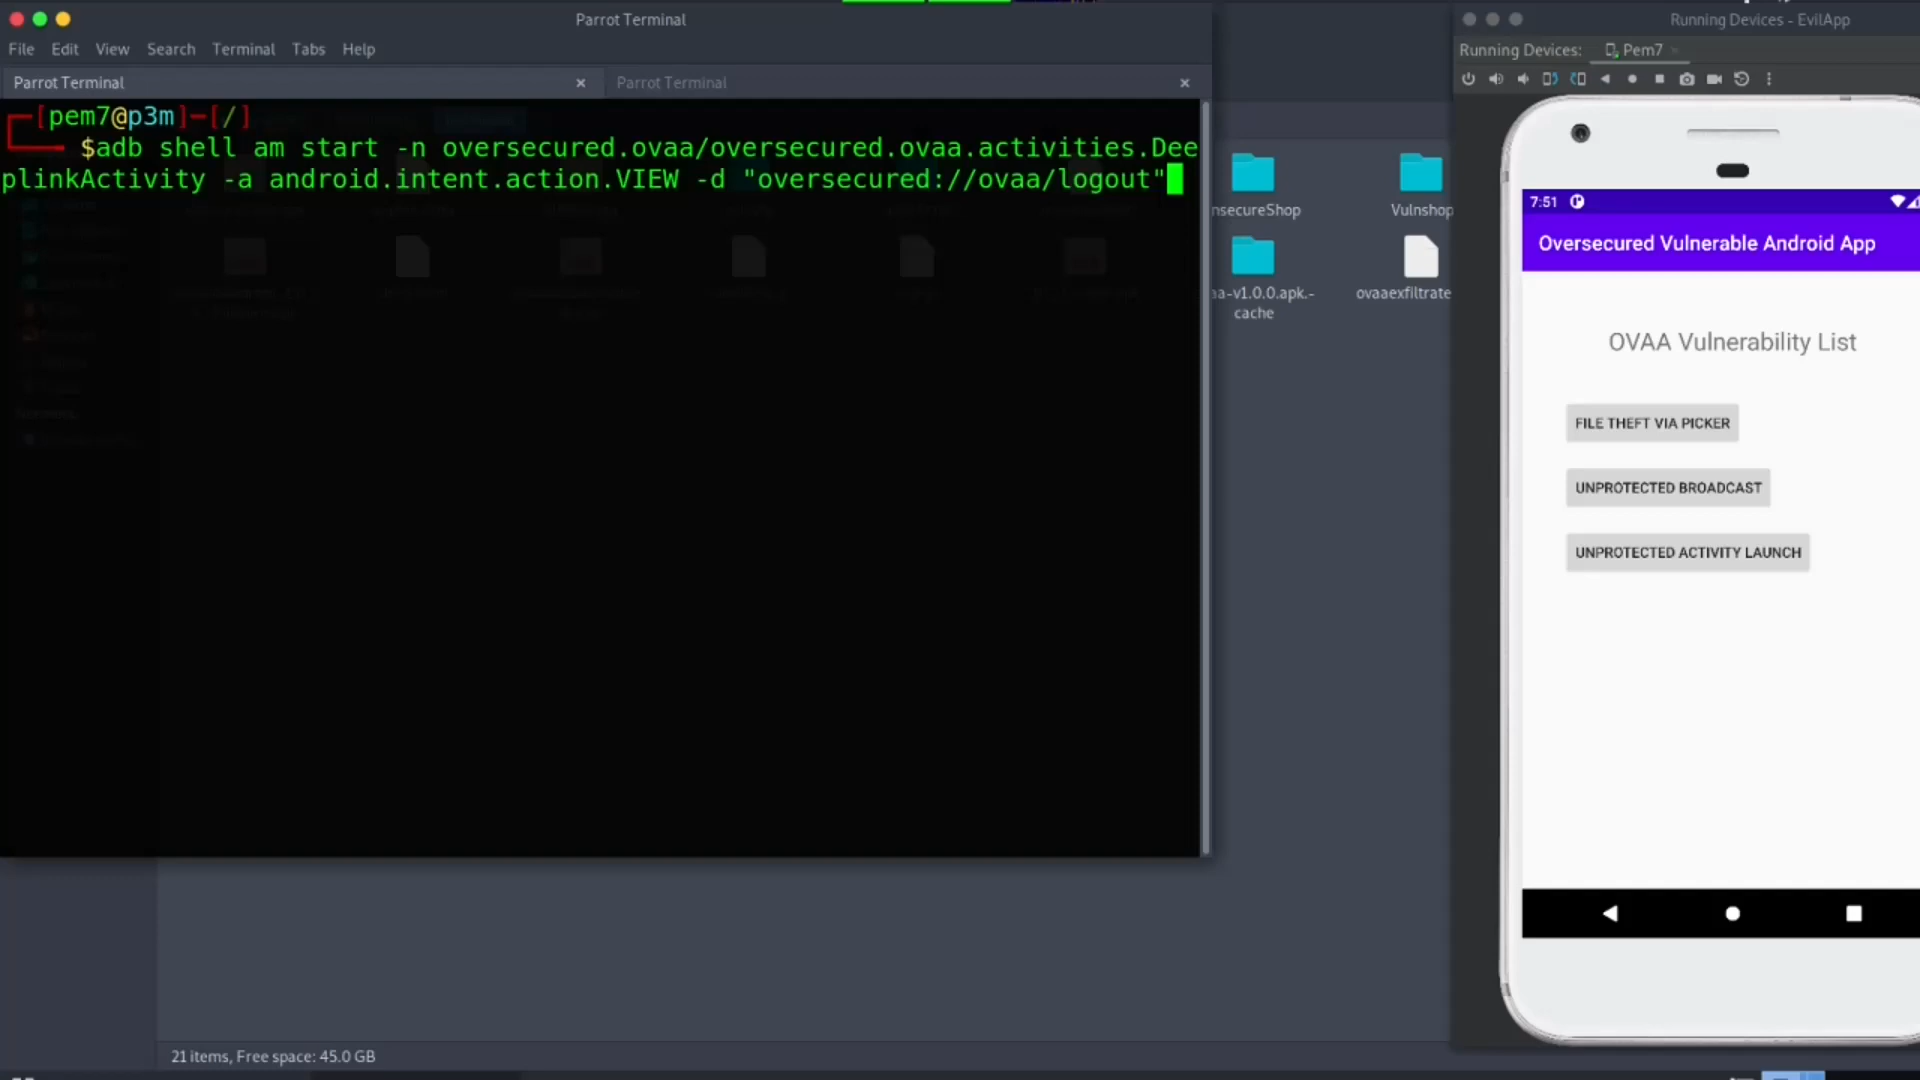 Parrot Terminal
File Edit View Search Terminal Tabs Help
Parrot Terminal
Parrot Terminal
[pem7@p3m]-[/]
$adb shell am start -n oversecured.ovaa/oversecured.ovaa.activities.Dee
plinkActivity -a android.intent.action.VIEW -d "oversecured://ovaa/logout"
nsecureShop
Vulnshop
aa-v1.0.0.apk.-
cache
ovaaexfiltrate
21 items, Free space: 45.0 GB
Running Devices - EvilApp
Running Devices:
Pem7
7:51
Oversecured Vulnerable Android App
OVAA Vulnerability List
FILE THEFT VIA PICKER
UNPROTECTED BROADCAST
UNPROTECTED ACTIVITY LAUNCH